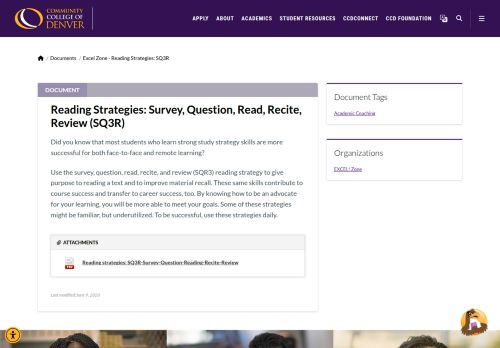 COMMUNITY
COLLEGE OF
DENVER
APPLY ABOUT ACADEMICS STUDENT RESOURCES CCDCONNECT CCD FOUNDATION
/ Documents / Excel Zone - Reading Strategies: SQ3R
DOCUMENT
Reading Strategies: Survey, Question, Read, Recite,
Review (SQ3R)
Did you know that most students who learn strong study strategy skills are more
successful for both face-to-face and remote learning?
Use the survey, question, read, recite, and review (SQR3) reading strategy to give
purpose to reading a text and to improve material recall. These same skills contribute to
course success and transfer to career success, too. By knowing how to be an advocate
for your learning, you will be more able to meet your goals. Some of these strategies
might be familiar, but underutilized. To be successful, use these strategies daily.
ATTACHMENTS
PDF
Reading strategies: SQ3R-Survey-Question-Reading-Recite-Review
Last modified June 9, 2020
Document Tags
Academic Coaching
Organizations
EXCEL! Zone